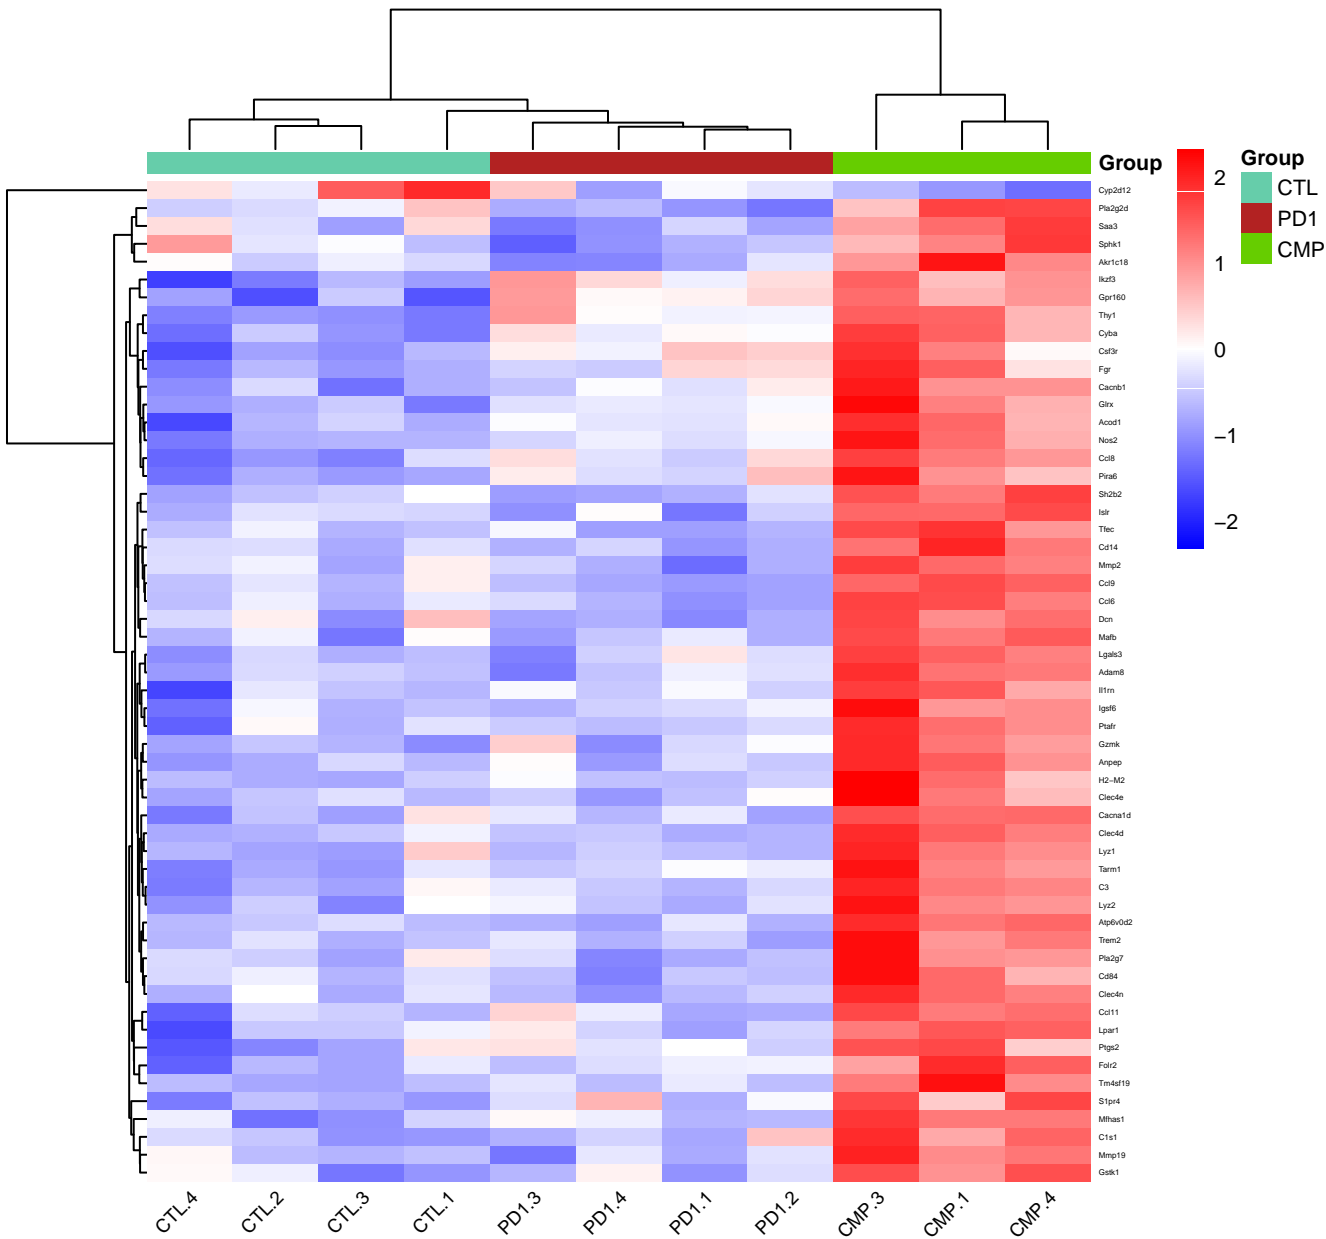 Group
Group
CTL
PD1
CMP
2
1
0
−1
−2
Cyp2d12
Pla2g2d
Saa3
Sphk1
Akr1c18
Ikzf3
Gpr160
Thy1
Cyba
Csf3r
Fgr
Cacnb1
Glrx
Acod1
Nos2
Ccl8
Pira6
Sh2b2
Islr
Tfec
Cd14
Mmp2
Ccl9
Ccl6
Dcn
Mafb
Lgals3
Adam8
Il1rn
Igsf6
Ptafr
Gzmk
Anpep
H2−M2
Clec4e
Cacna1d
Clec4d
Lyz1
Tarm1
C3
Lyz2
Atp6v0d2
Trem2
Pla2g7
Cd84
Clec4n
Ccl11
Lpar1
Ptgs2
Folr2
Tm4sf19
S1pr4
Mfhas1
C1s1
Mmp19
Gstk1
CTL.4
CTL.2
CTL.3
CTL.1
PD1.3
PD1.4
PD1.1
PD1.2
CMP.3
CMP.1
CMP.4